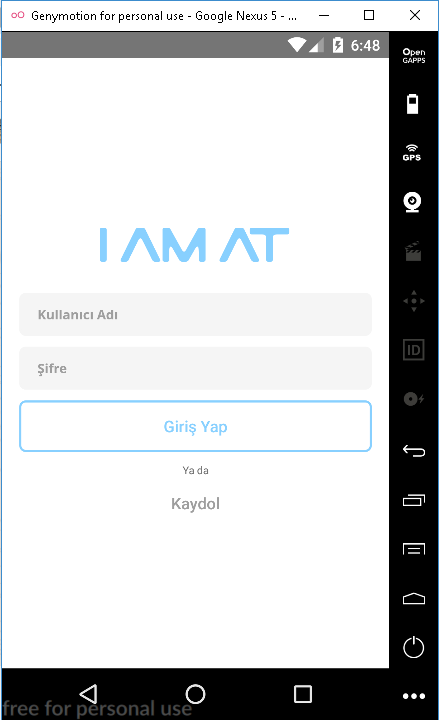 Genymotion for personal use - Google Nexus 5 - ...
6:48
Open
GAPPS
GPS
I AM AT
Kullanıcı Adı
Şifre
ID
Giriş Yap
Ya da
Kaydol
free for personal use